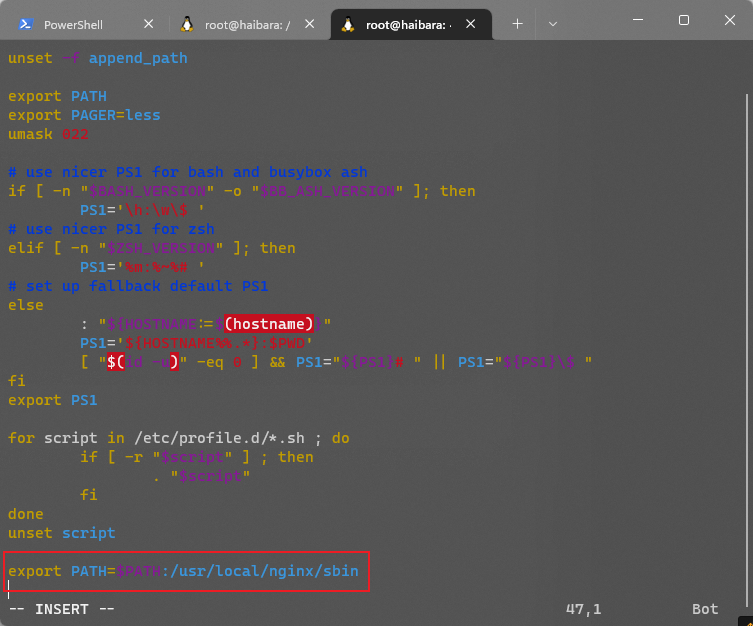 PowerShell
root@haibara: /
root@haibara: -
unset -f append_path
export PATH
export PAGER=less
umask 022
# use nicer PS1 for bash and busybox ash
if [ -n "$BASH_VERSION" -o "$BB_ASH_VERSION" ]; then
        PS1='\h:\w\$ '
# use nicer PS1 for zsh
elif [ -n "$ZSH_VERSION" ]; then
        PS1='%m:%~%# '
# set up fallback default PS1
else
        : "${HOSTNAME:=$(hostname)}"
        PS1='${HOSTNAME%%.*}:$PWD'
        [ "$(id -u)" -eq 0 ] && PS1="${PS1}# " || PS1="${PS1}\$ "
fi
export PS1
for script in /etc/profile.d/*.sh ; do
        if [ -r "$script" ] ; then
                . "$script"
        fi
done
unset script
export PATH=$PATH:/usr/local/nginx/sbin
-- INSERT -- 47,1 Bot